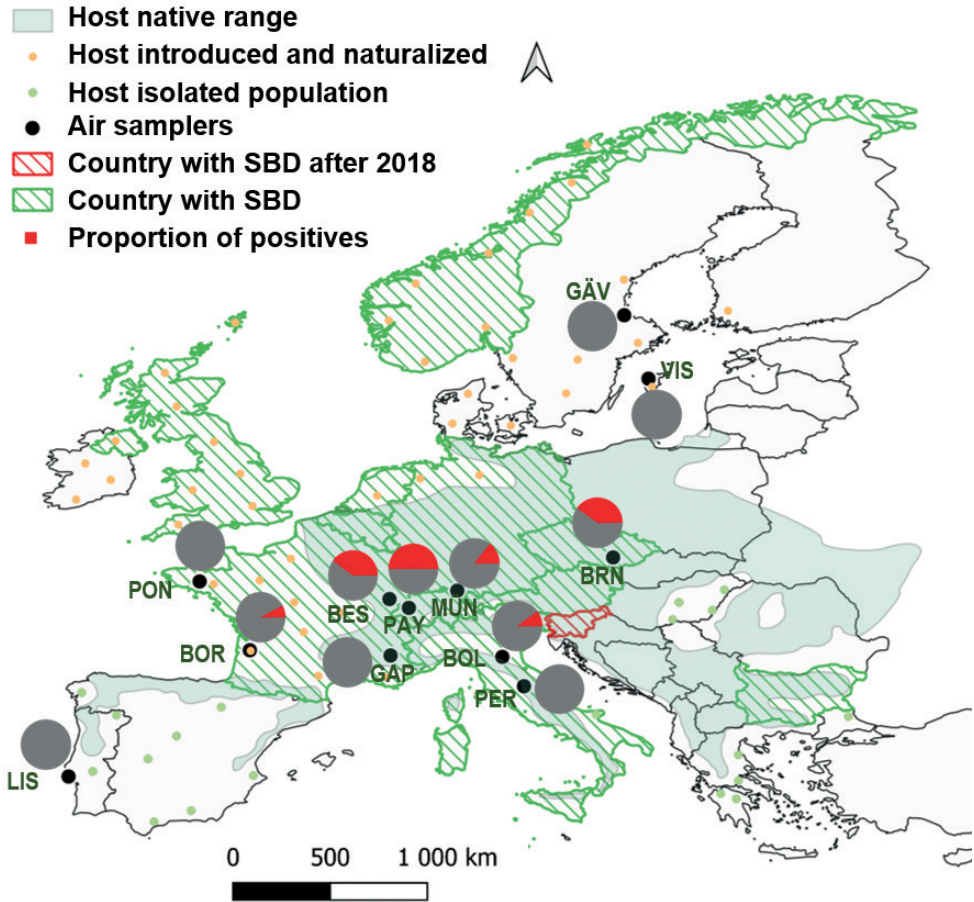 Host native range
Host introduced and naturalized
Host isolated population
Air samplers
Country with SBD after 2018
Country with SBD
Proportion of positives
GÄV
VIS
PON
BES
PAY
MUN
BRN
BOR
GAP
BOL
PER
LIS
0 500 1 000 km